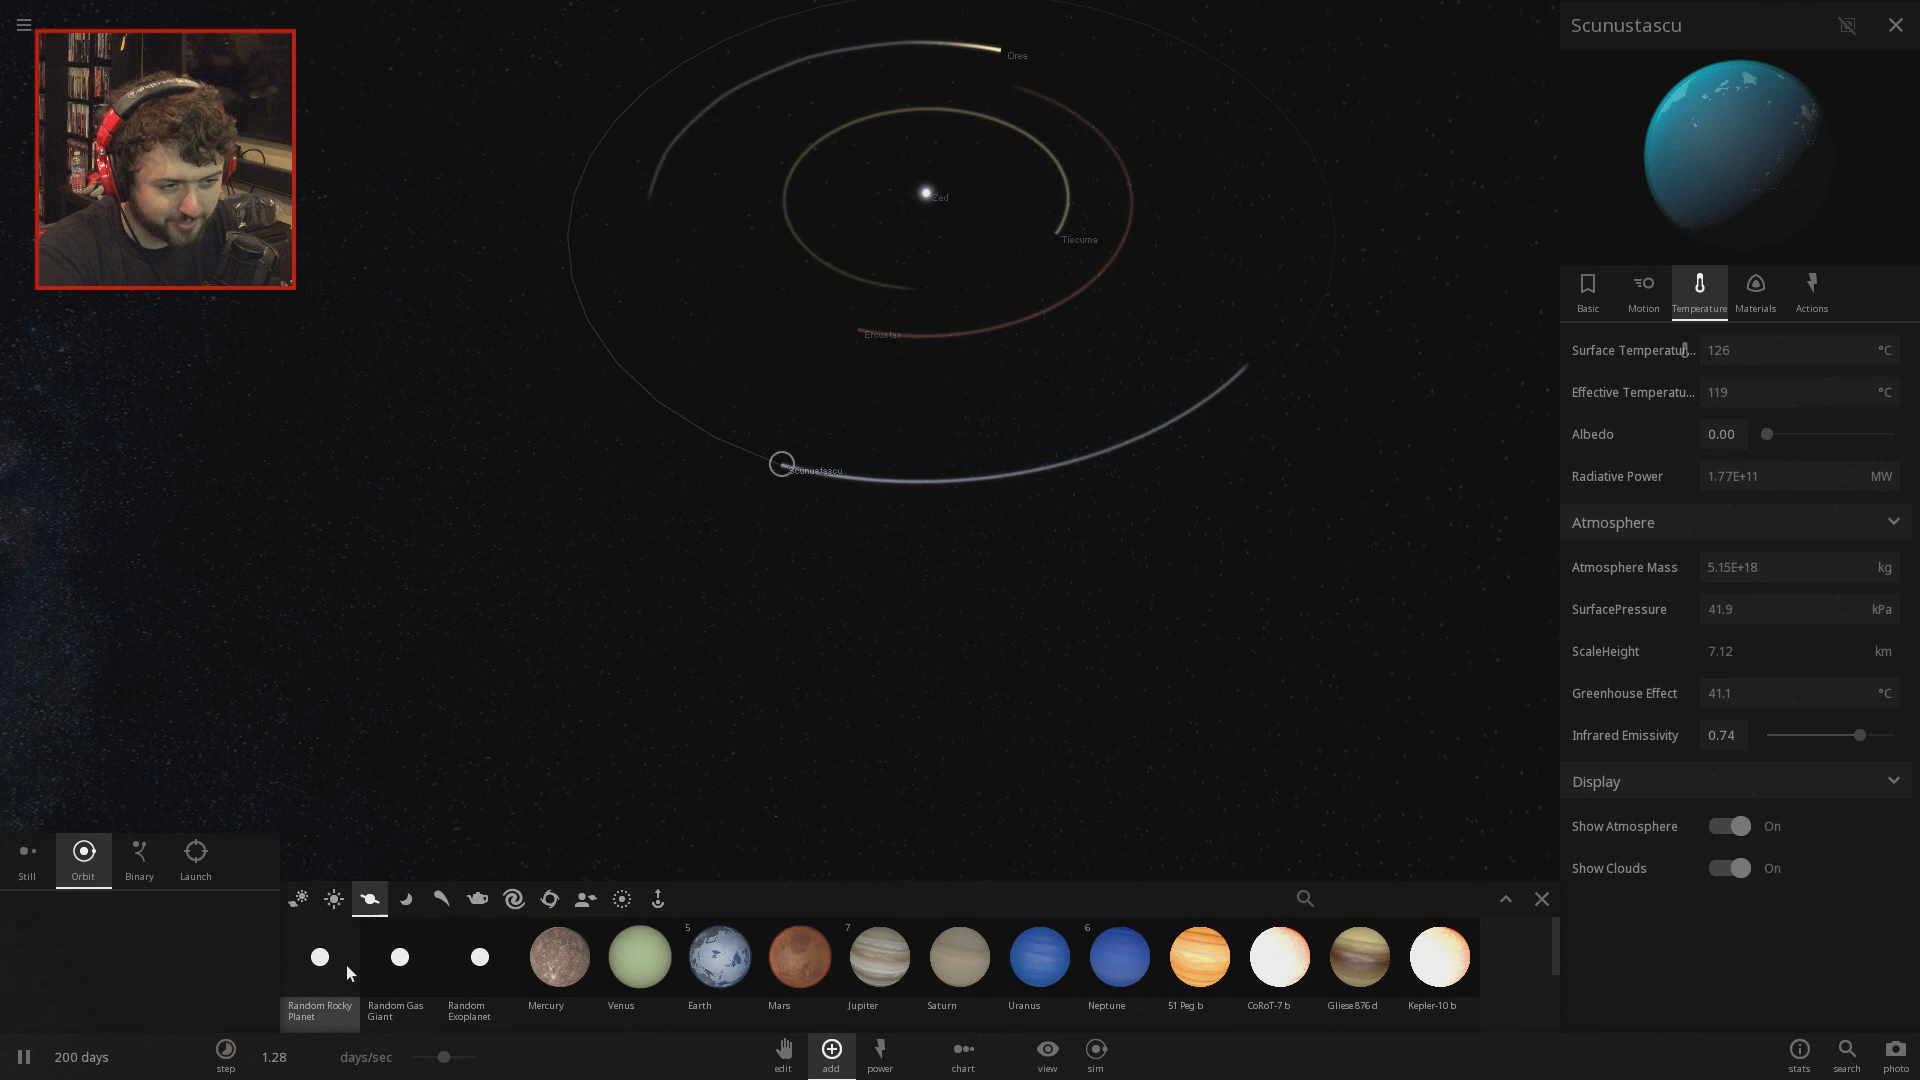 Scunustascu
Orea
Zed
Tiscuma
Ercustas
Scunustascu
Basic
Motion
Temperature
Materials
Actions
Surface Temperatur...
126
°C
Effective Temperatu...
119
°C
Albedo
0.00
Radiative Power
1.77E+11
MW
Atmosphere
Atmosphere Mass
5.15E+18
kg
SurfacePressure
41.9
kPa
ScaleHeight
7.12
km
Greenhouse Effect
41.1
°C
Infrared Emissivity
0.74
Display
Show Atmosphere
On
Show Clouds
On
Still
Orbit
Binary
Launch
5
7
6
Random Rocky
Planet
Random Gas
Giant
Random
Exoplanet
Mercury
Venus
Earth
Mars
Jupiter
Saturn
Uranus
Neptune
51 Peg b
CoRoT-7 b
Gliese 876 d
Kepler-10 b
200 days
step
1.28
days/sec
edit
add
power
chart
view
sim
stats
search
photo